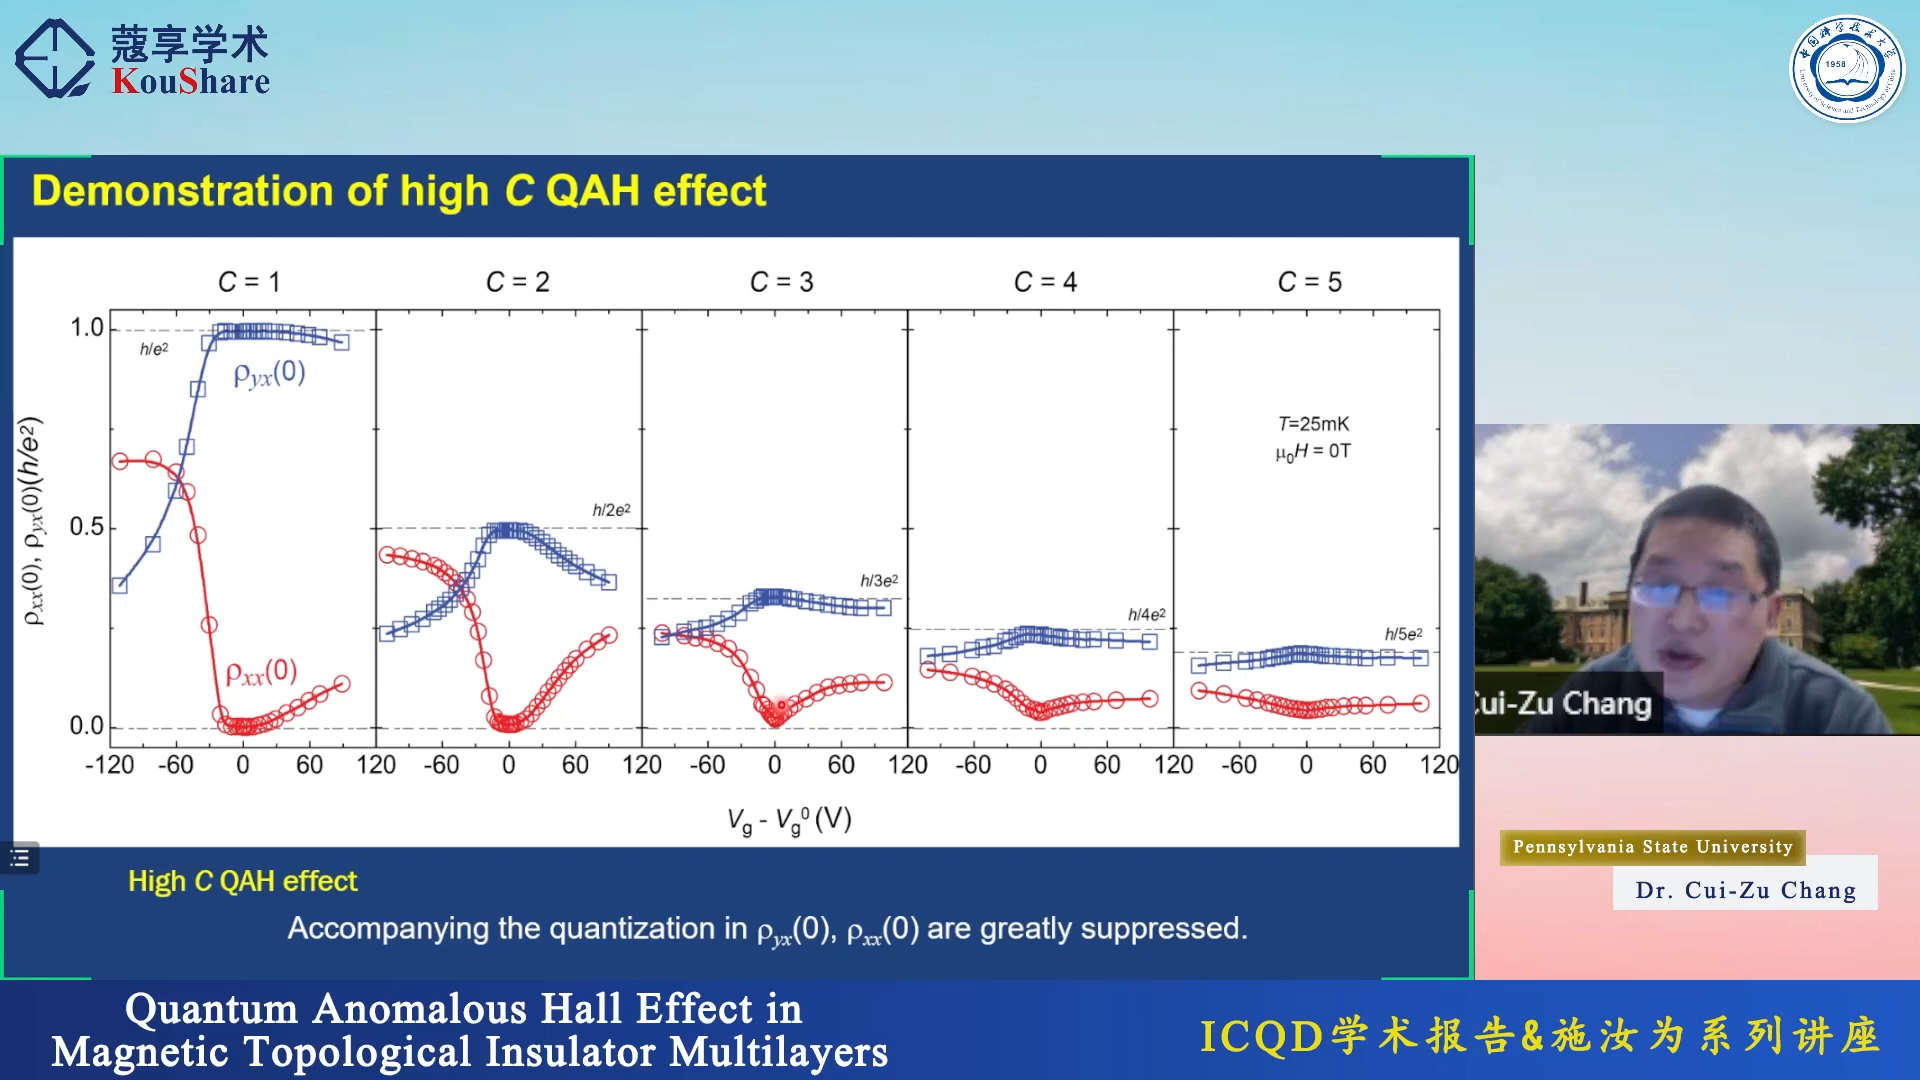 蔻享学术
KouShare
1958
Demonstration of high C QAH effect
C = 1
C = 2
C = 3
C = 4
C = 5
1.0
0.5
0.0
ρxx(0), ρyx(0)(h/e²)
h/e²
ρyx(0)
ρxx(0)
h/2e²
h/3e²
h/4e²
T=25mK
μ₀H = 0T
h/5e²
-120 -60 0 60 120 -60 0 60 120 -60 0 60 120 -60 0 60 120 -60 0 60 120
Vg - Vg⁰ (V)
High C QAH effect
Accompanying the quantization in ρyx(0), ρxx(0) are greatly suppressed.
Cui-Zu Chang
Pennsylvania State University
Dr. Cui-Zu Chang
Quantum Anomalous Hall Effect in
Magnetic Topological Insulator Multilayers
ICQD学术报告&施汝为系列讲座